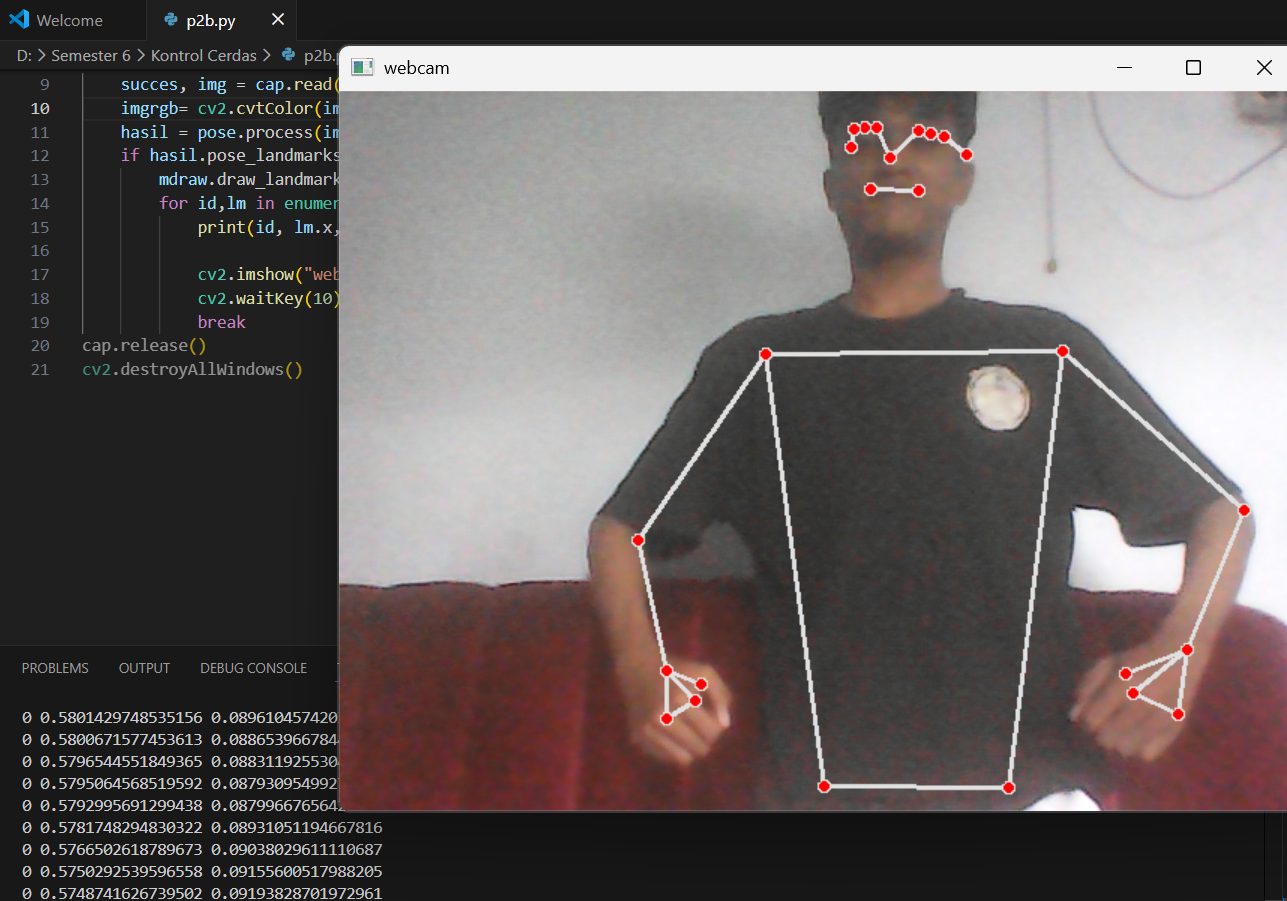 Welcome
p2b.py
D: > Semester 6 > Kontrol Cerdas > p2b.
webcam
9 succes, img = cap.read(
10 imgrgb= cv2.cvtColor(im
11 hasil = pose.process(im
12 if hasil.pose_landmarks
13 mdraw.draw_landmark
14 for id,lm in enumer
15 print(id, lm.x,
16
17 cv2.imshow("web
18 cv2.waitKey(10)
19 break
20 cap.release()
21 cv2.destroyAllWindows()
PROBLEMS OUTPUT DEBUG CONSOLE
0 0.5801429748535156 0.08961045742
0 0.5800671577453613 0.088653966784
0 0.5796544551849365 0.08831192553
0 0.5795064568519592 0.08793095499
0 0.5792995691299438 0.08799667656
0 0.5781748294830322 0.08931051194667816
0 0.5766502618789673 0.09038029611110687
0 0.5750292539596558 0.09155600517988205
0 0.5748741626739502 0.09193828701972961